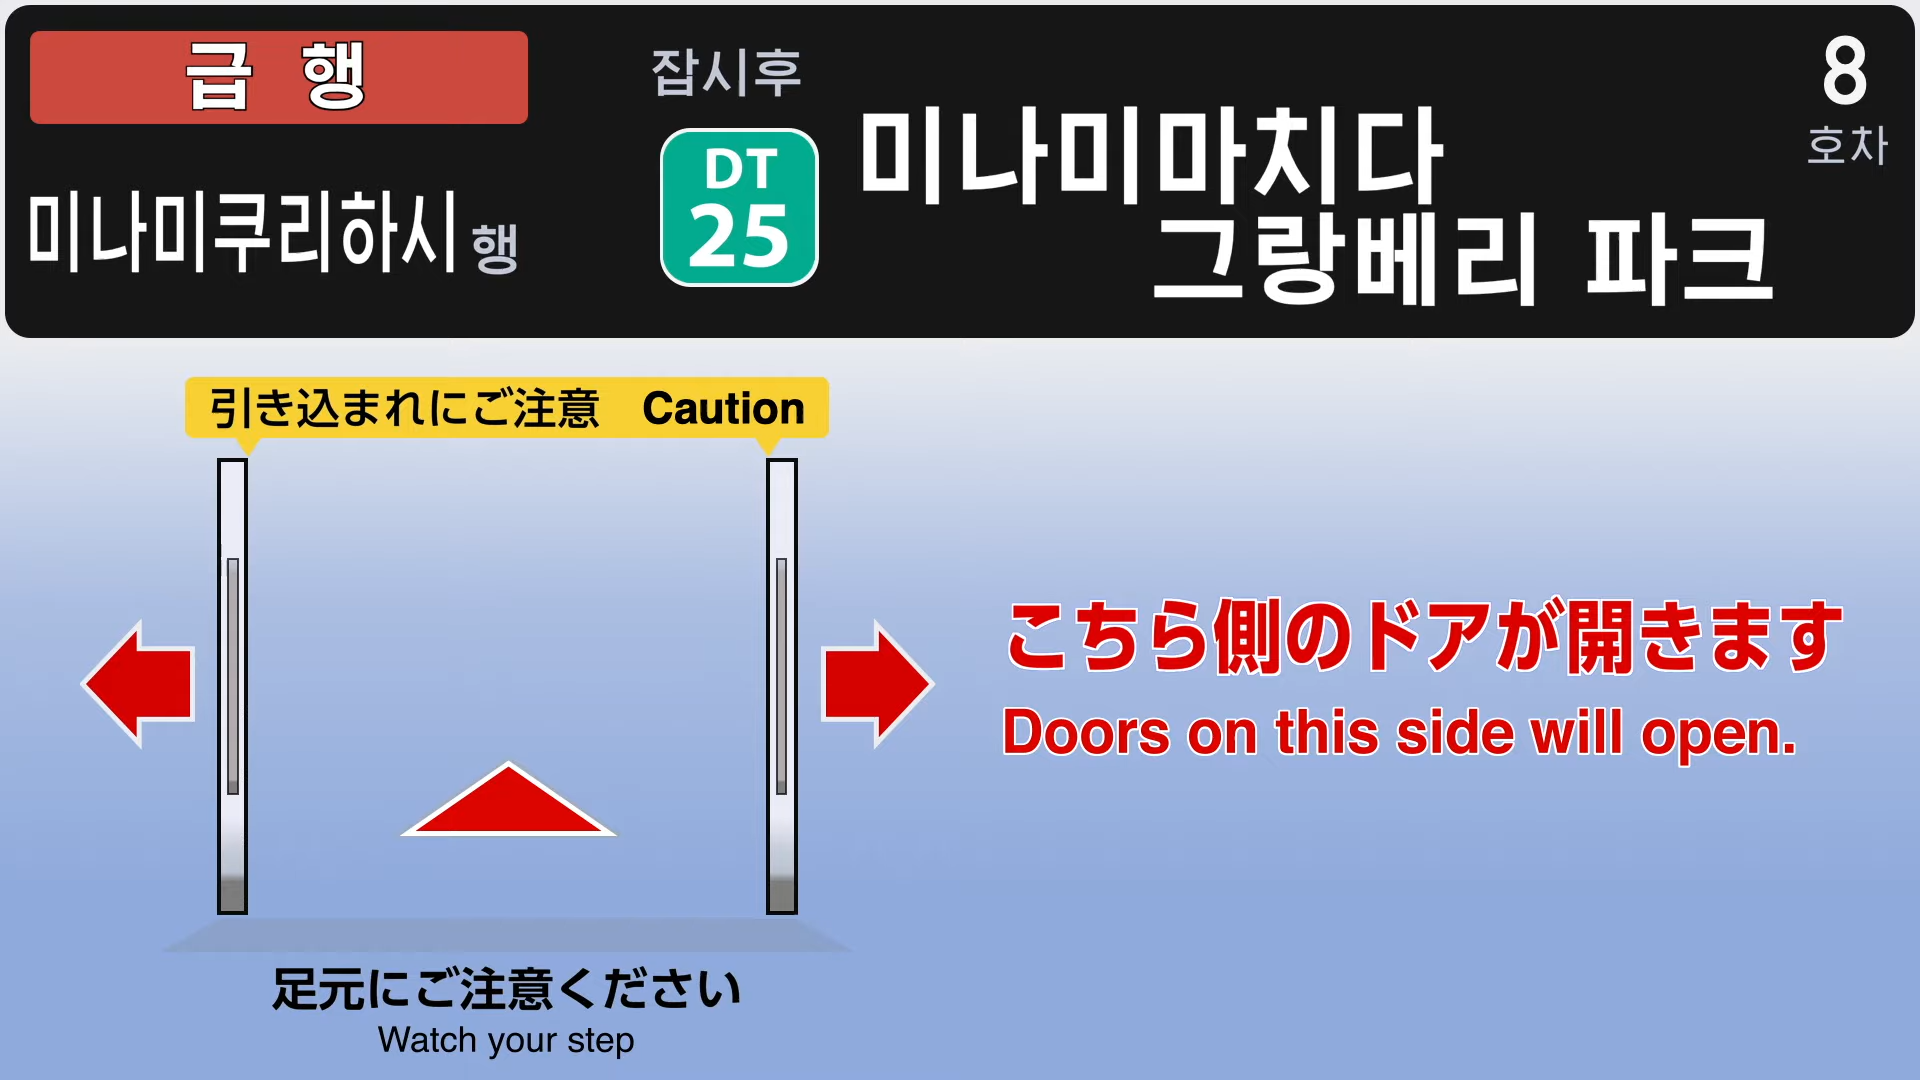 급 행
미나미쿠리하시 행
잠시후
DT
25
미나미마치다
그랑베리 파크
8
호차
引き込まれにご注意 Caution
こちら側のドアが開きます
Doors on this side will open.
足元にご注意ください
Watch your step